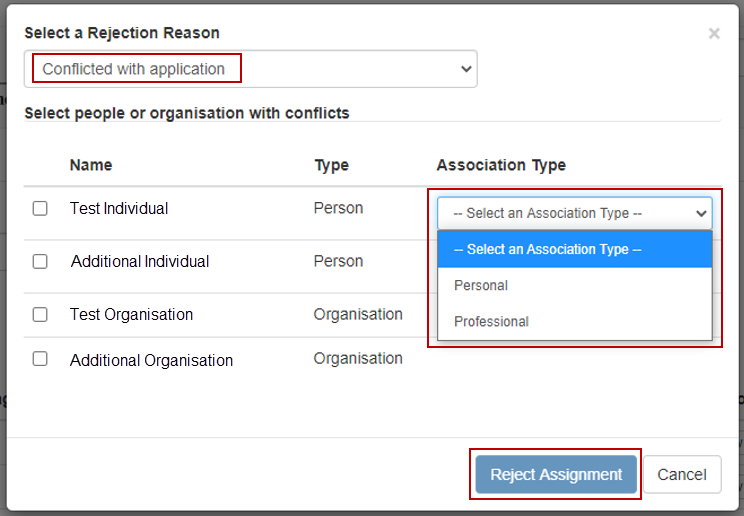 Select a Rejection Reason
×
Conflicted with application
Select people or organisation with conflicts
Name Type Association Type
Test Individual Person -- Select an Association Type --
-- Select an Association Type --
Additional Individual Person
Personal
Test Organisation Organisation
Professional
Additional Organisation Organisation
Reject Assignment Cancel